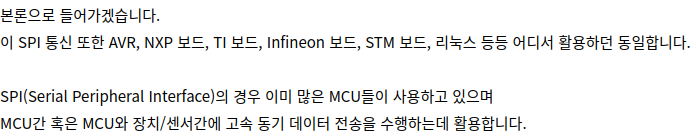 본론으로 들어가겠습니다.
이 SPI 통신 또한 AVR, NXP 보드, TI 보드, Infineon 보드, STM 보드, 리눅스 등등 어디서 활용하던 동일합니다.
SPI(Serial Peripheral Interface)의 경우 이미 많은 MCU들이 사용하고 있으며
MCU간 혹은 MCU와 장치/센서간에 고속 동기 데이터 전송을 수행하는데 활용합니다.